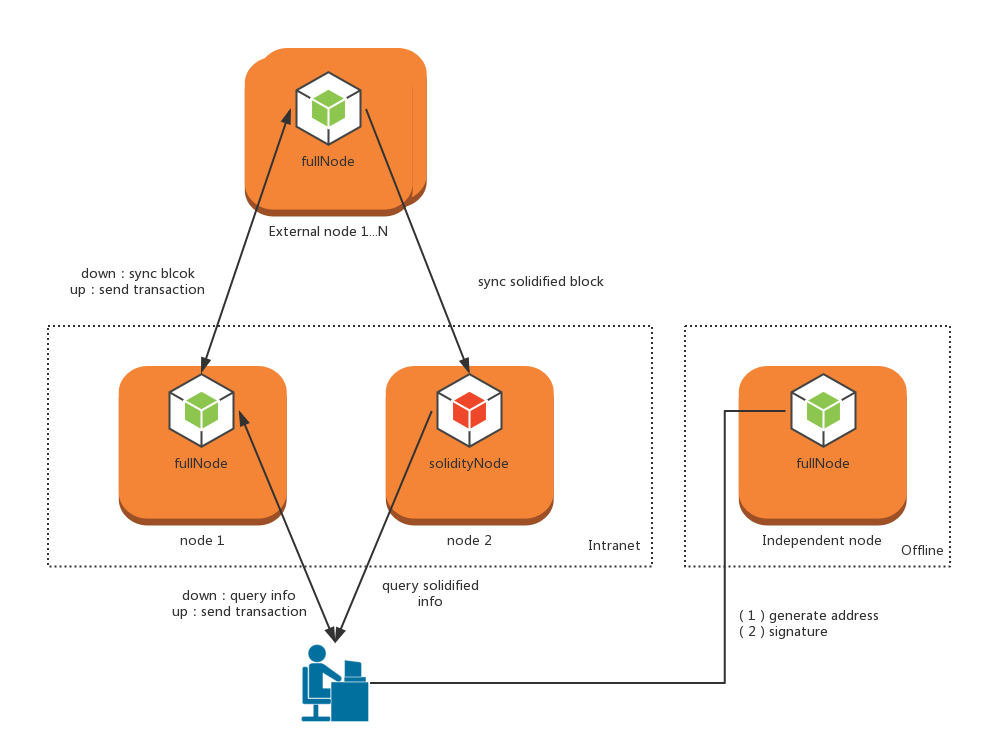 fullNode
External node 1...N
down : sync blcok
up : send transaction
sync solidified block
fullNode
solidityNode
fullNode
node 1
node 2
Intranet
Independent node
Offline
down : query info
up : send transaction
query solidified
info
( 1 ) generate address
( 2 ) signature